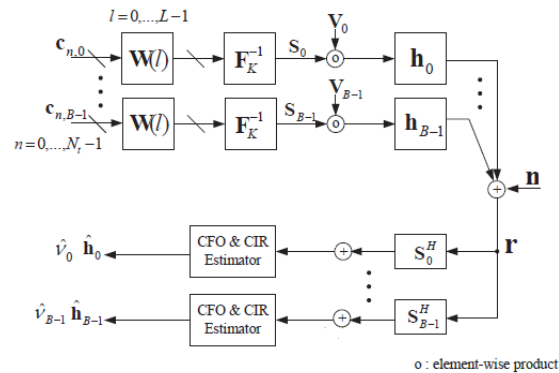 l = 0,...,L−1
c_{n,0} W(l) F_K^{-1} S_0 V_0 h_0
c_{n,B−1} W(l) F_K^{-1} S_{B−1} V_{B−1} h_{B−1}
n = 0,...,N_t −1
+ n
r
ν̂_0 ĥ_0 CFO & CIR Estimator + S_0^H
ν̂_{B−1} ĥ_{B−1} CFO & CIR Estimator + S_{B−1}^H
o : element-wise product